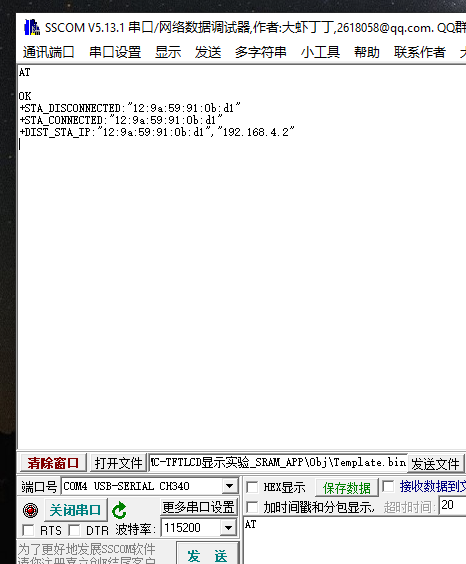 SSCOM V5.13.1 串口/网络数据调试器,作者:大虾丁丁,2618058@qq.com. QQ群
通讯端口 串口设置 显示 发送 多字符串 小工具 帮助 联系作者
AT
OK
+STA_DISCONNECTED:"12:9a:59:91:0b:d1"
+STA_CONNECTED:"12:9a:59:91:0b:d1"
+DIST_STA_IP:"12:9a:59:91:0b:d1","192.168.4.2"
清除窗口 打开文件 C-TFTLCD显示实验_SRAM_APP\Obj\Template.bin 发送文件
端口号 COM4 USB-SERIAL CH340 HEX显示 保存数据 接收数据到文
关闭串口 更多串口设置 加时间戳和分包显示, 超时时间: 20
RTS DTR 波特率: 115200 AT
为了更好地发展SSCOM软件 发 送
请您注册嘉立创结尾客户